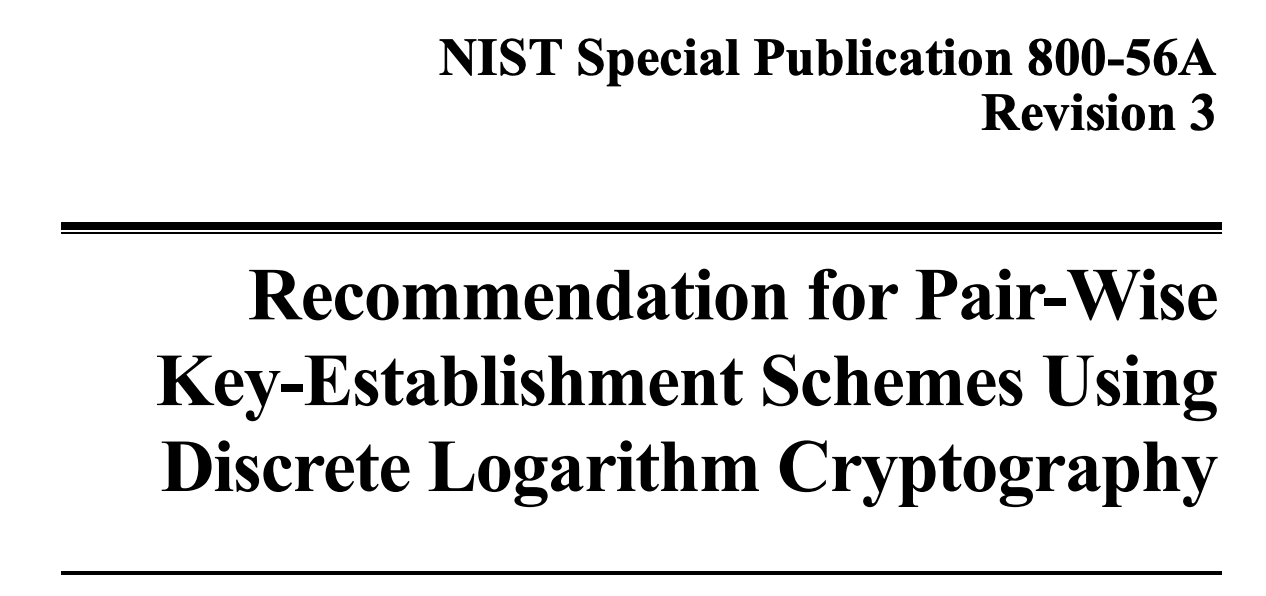 NIST Special Publication 800-56A
Revision 3
Recommendation for Pair-Wise
Key-Establishment Schemes Using
Discrete Logarithm Cryptography